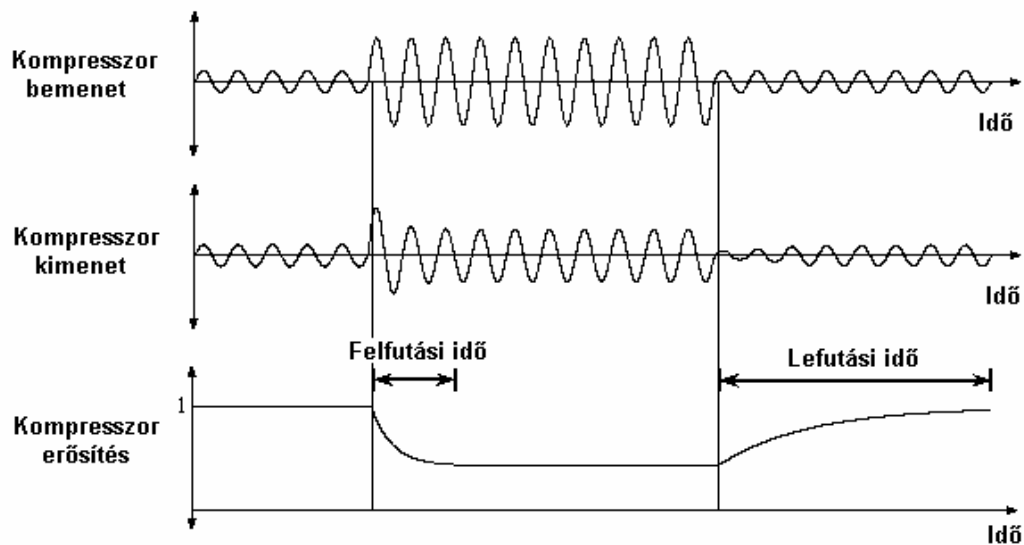 Kompresszor
bemenet
Idő
Kompresszor
kimenet
Idő
Felfutási idő
Lefutási idő
1
Kompresszor
erősítés
Idő